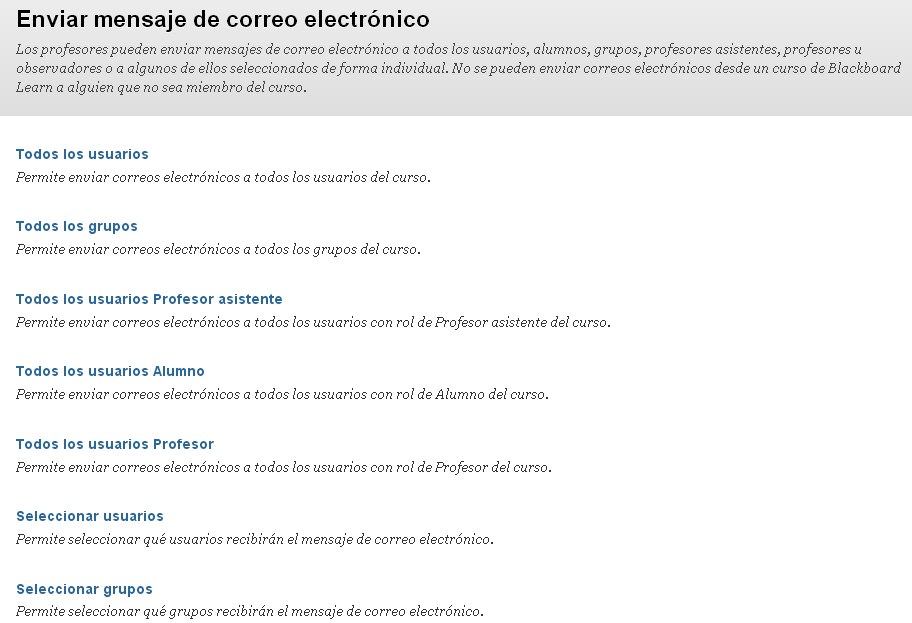 Enviar mensaje de correo electrónico
Los profesores pueden enviar mensajes de correo electrónico a todos los usuarios, alumnos, grupos, profesores asistentes, profesores u
observadores o a algunos de ellos seleccionados de forma individual. No se pueden enviar correos electrónicos desde un curso de Blackboard
Learn a alguien que no sea miembro del curso.
Todos los usuarios
Permite enviar correos electrónicos a todos los usuarios del curso.
Todos los grupos
Permite enviar correos electrónicos a todos los grupos del curso.
Todos los usuarios Profesor asistente
Permite enviar correos electrónicos a todos los usuarios con rol de Profesor asistente del curso.
Todos los usuarios Alumno
Permite enviar correos electrónicos a todos los usuarios con rol de Alumno del curso.
Todos los usuarios Profesor
Permite enviar correos electrónicos a todos los usuarios con rol de Profesor del curso.
Seleccionar usuarios
Permite seleccionar qué usuarios recibirán el mensaje de correo electrónico.
Seleccionar grupos
Permite seleccionar qué grupos recibirán el mensaje de correo electrónico.